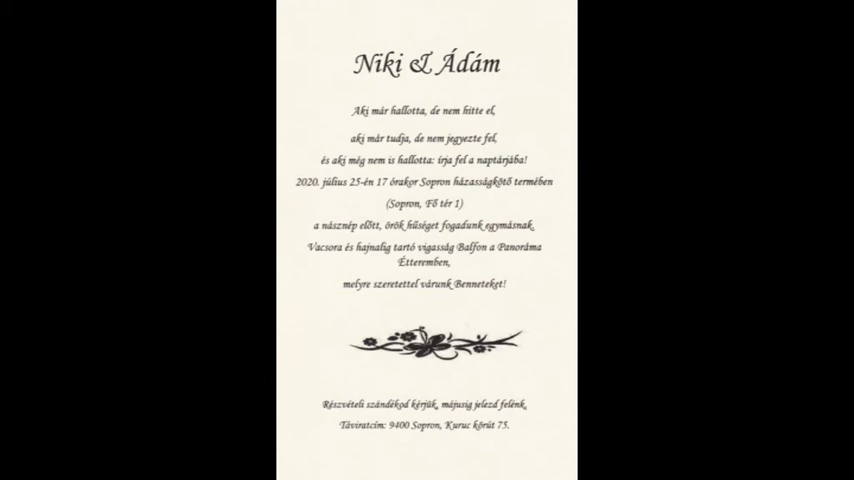 Niki & Ádám
Aki már hallotta, de nem hitte el,
aki már tudja, de nem jegyezte fel,
és aki még nem is hallotta: írja fel a naptárjába!
2020. július 25-én 17 órakor Sopron házasságkötő termében
(Sopron, Fő tér 1)
a násznép előtt, örök hűséget fogadunk egymásnak.
Vacsora és hajnalig tartó vigasság Balfon a Panoráma
Étteremben,
melyre szeretettel várunk Benneteket!
Részvételi szándékod kérjük, májusig jelezd felénk.
Táviratcím: 9400 Sopron, Kuruc körút 75.